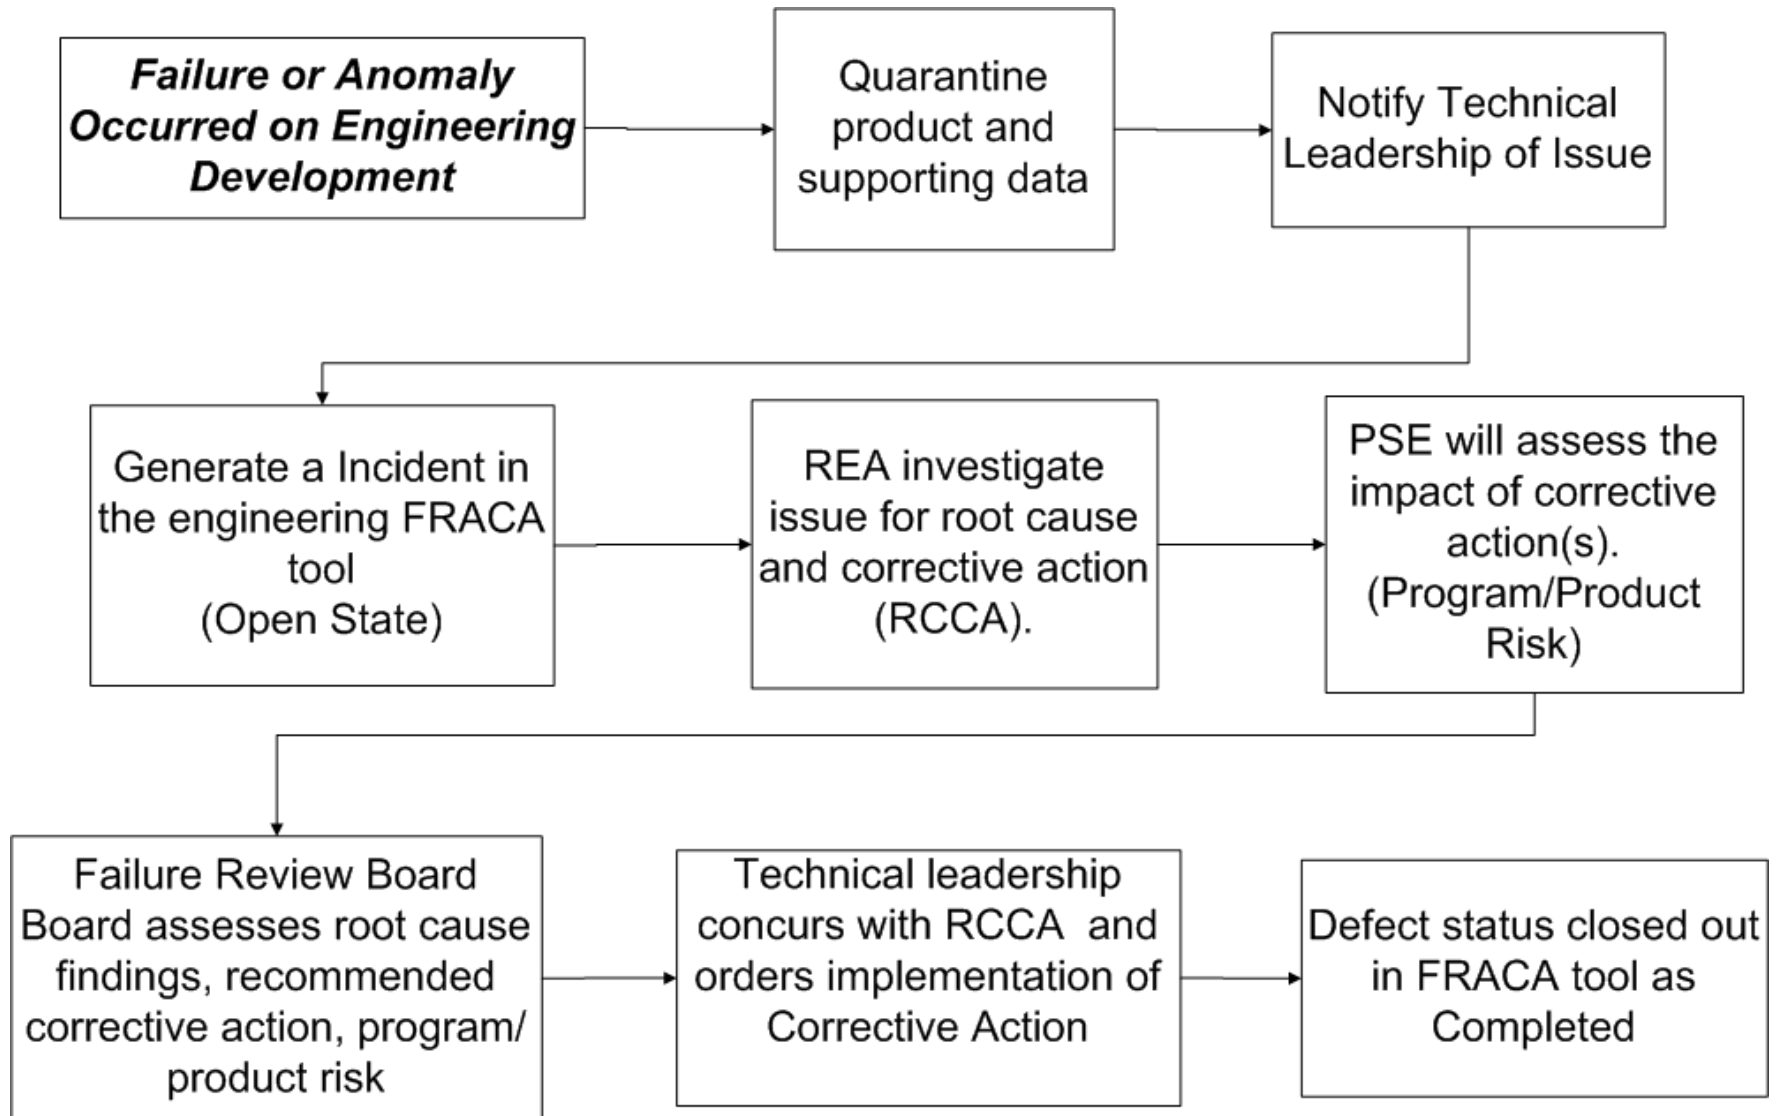 Failure or Anomaly
Occurred on Engineering
Development
Quarantine
product and
supporting data
Notify Technical
Leadership of Issue
Generate a Incident in
the engineering FRACA
tool
(Open State)
REA investigate
issue for root cause
and corrective action
(RCCA).
PSE will assess the
impact of corrective
action(s).
(Program/Product
Risk)
Failure Review Board
Board assesses root cause
findings, recommended
corrective action, program/
product risk
Technical leadership
concurs with RCCA  and
orders implementation of
Corrective Action
Defect status closed out
in FRACA tool as
Completed